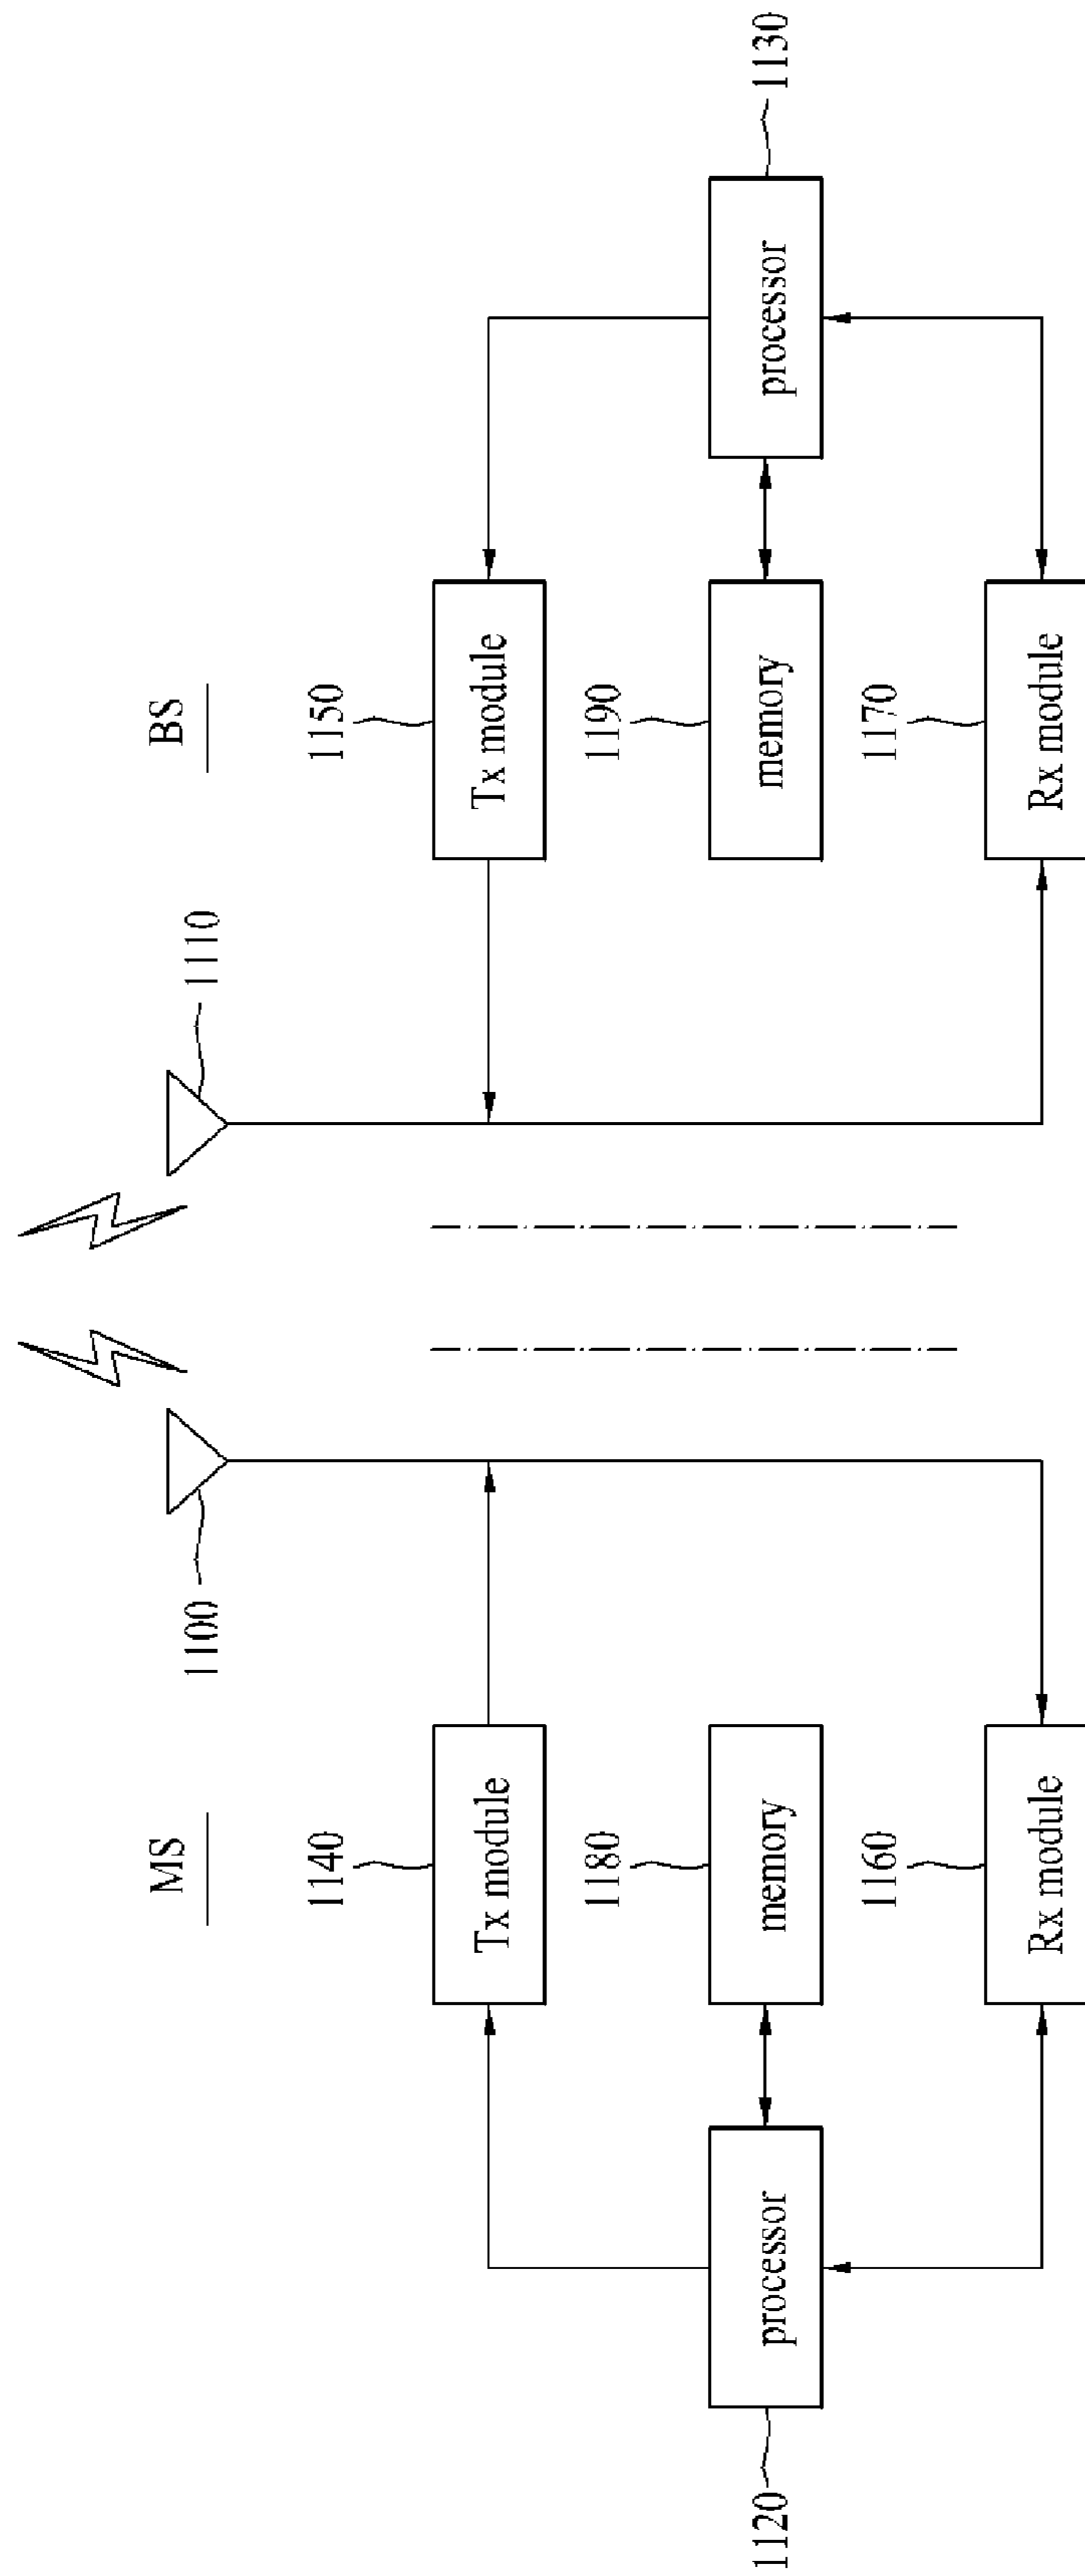 MS
BS
1100
1110
1140
Tx module
1150
Tx module
1180
memory
1190
memory
1120
processor
1130
processor
1160
Rx module
1170
Rx module